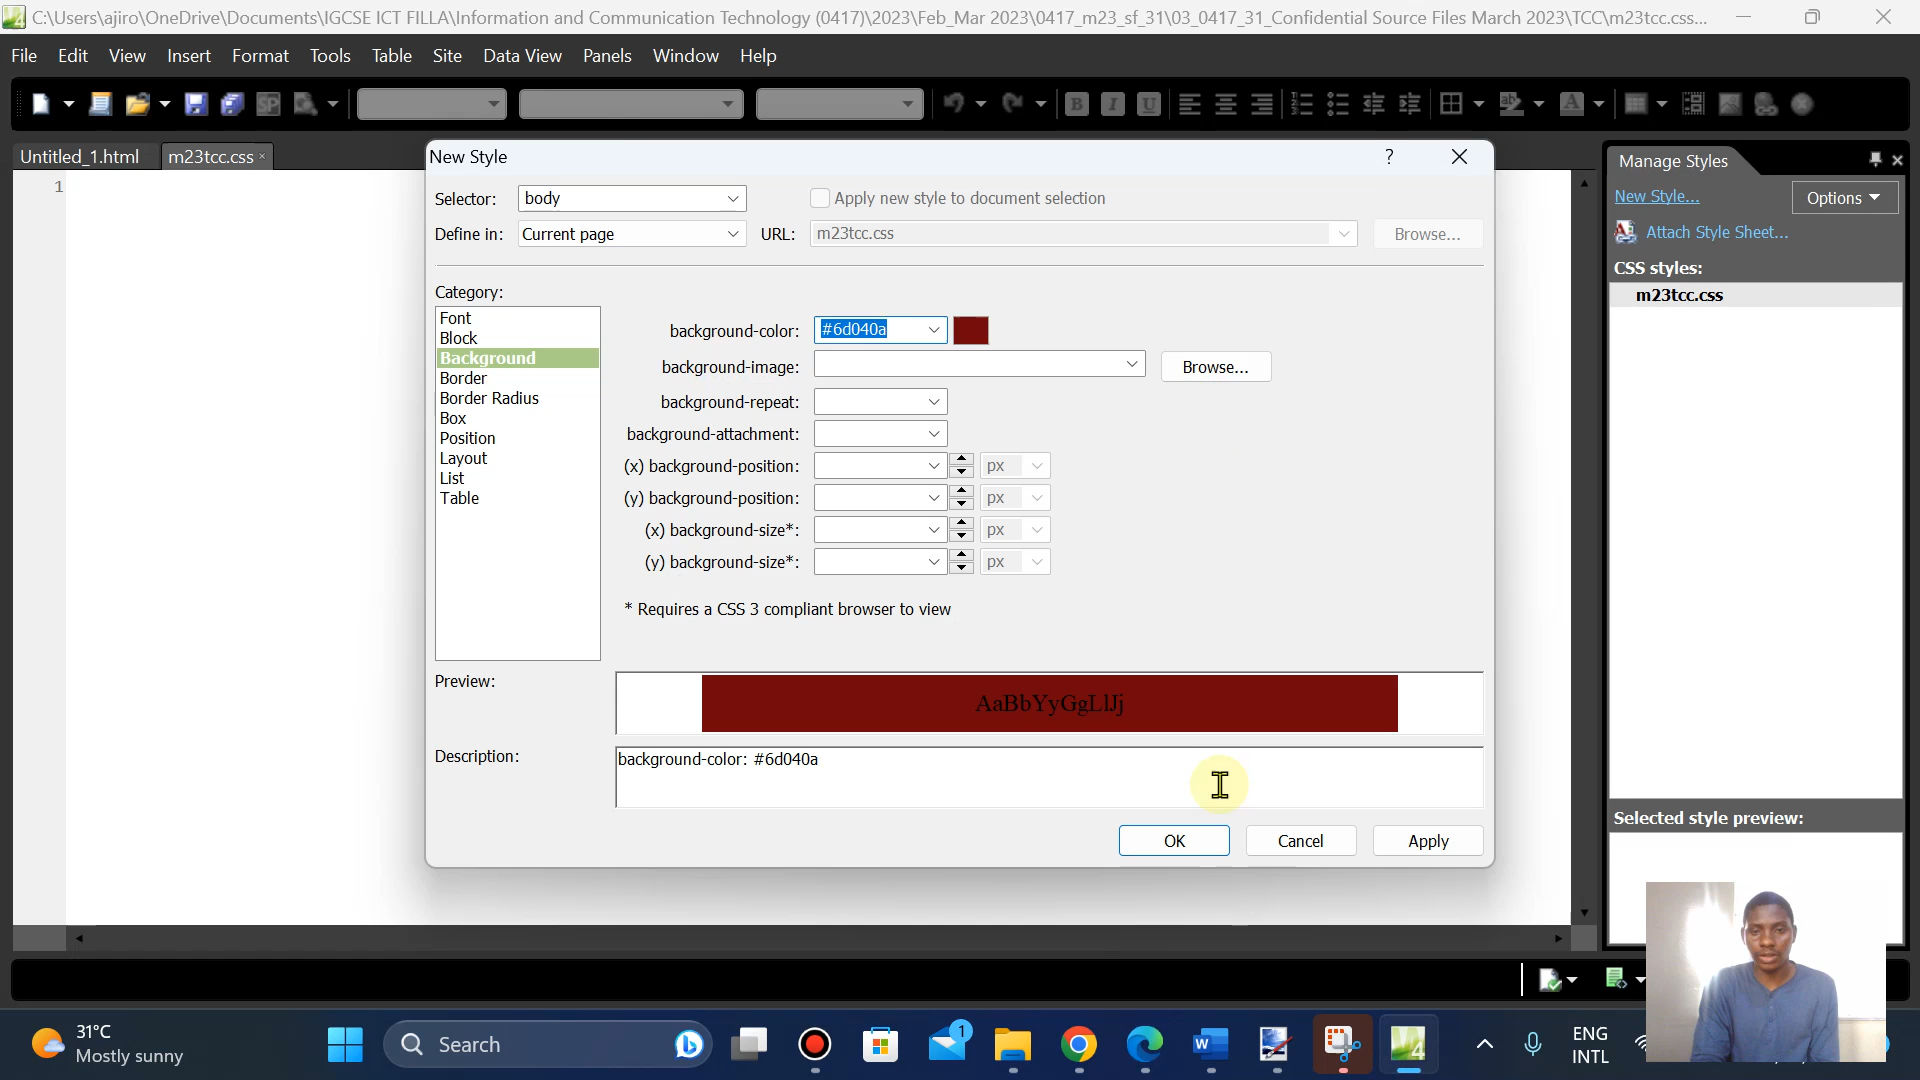 C:\Users\ajiro\OneDrive\Documents\IGCSE ICT FILLA\Information and Communication Technology (0417)\2023\Feb_Mar 2023\0417_m23_sf_31\03_0417_31_Confidential Source Files March 2023\TCC\m23tcc.css...
File Edit View Insert Format Tools Table Site Data View Panels Window Help
Untitled_1.html m23tcc.css
1
New Style
Selector: body Apply new style to document selection
Define in: Current page URL: m23tcc.css Browse...
Category:
Font
Block
Background
Border
Border Radius
Box
Position
Layout
List
Table
background-color: #6d040a
background-image: Browse...
background-repeat:
background-attachment:
(x) background-position: px
(y) background-position: px
(x) background-size*: px
(y) background-size*: px
* Requires a CSS 3 compliant browser to view
Preview: AaBbYyGgLlJj
Description: background-color: #6d040a
OK Cancel Apply
Manage Styles
New Style... Options
Attach Style Sheet...
CSS styles:
m23tcc.css
Selected style preview:
31°C
Mostly sunny
Search
1
ENG
INTL